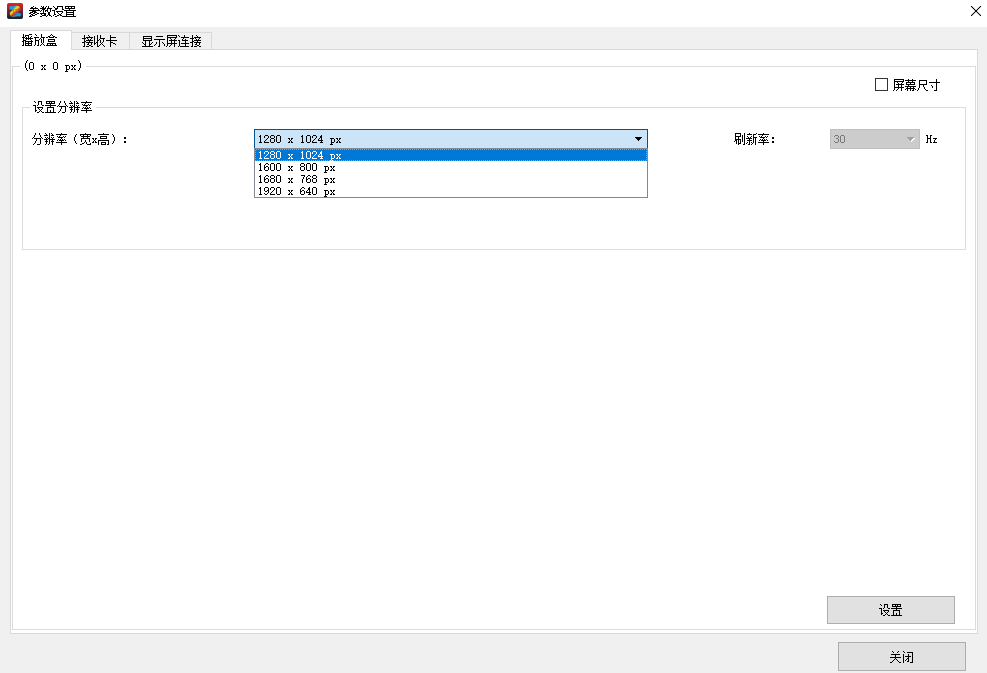 参数设置
播放盒 接收卡 显示屏连接
(0 x 0 px)
屏幕尺寸
设置分辨率
分辨率（宽x高）: 1280 x 1024 px 刷新率: 30 Hz
1280 x 1024 px
1600 x 800 px
1680 x 768 px
1920 x 640 px
设置
关闭